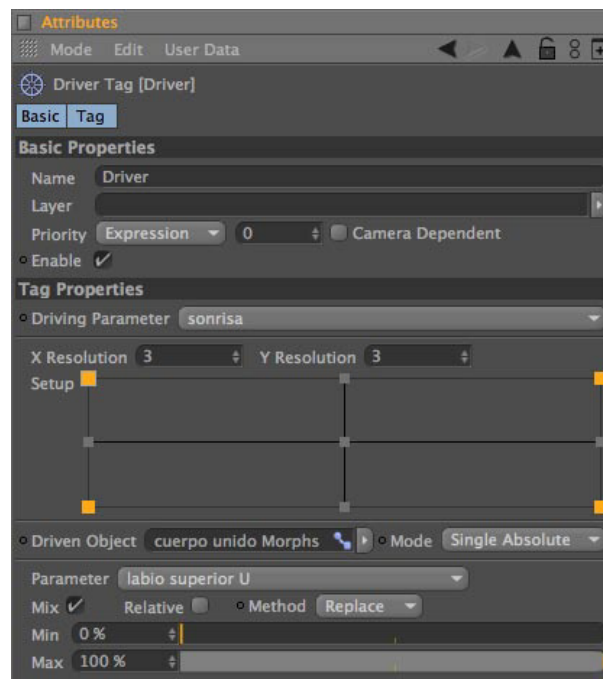 Attributes
Mode Edit User Data
Driver Tag [Driver]
Basic Tag
Basic Properties
Name Driver
Layer
Priority Expression 0 Camera Dependent
Enable
Tag Properties
Driving Parameter sonrisa
X Resolution 3 Y Resolution 3
Setup
Driven Object cuerpo unido Morphs Mode Single Absolute
Parameter labio superior U
Mix Relative Method Replace
Min 0 %
Max 100 %